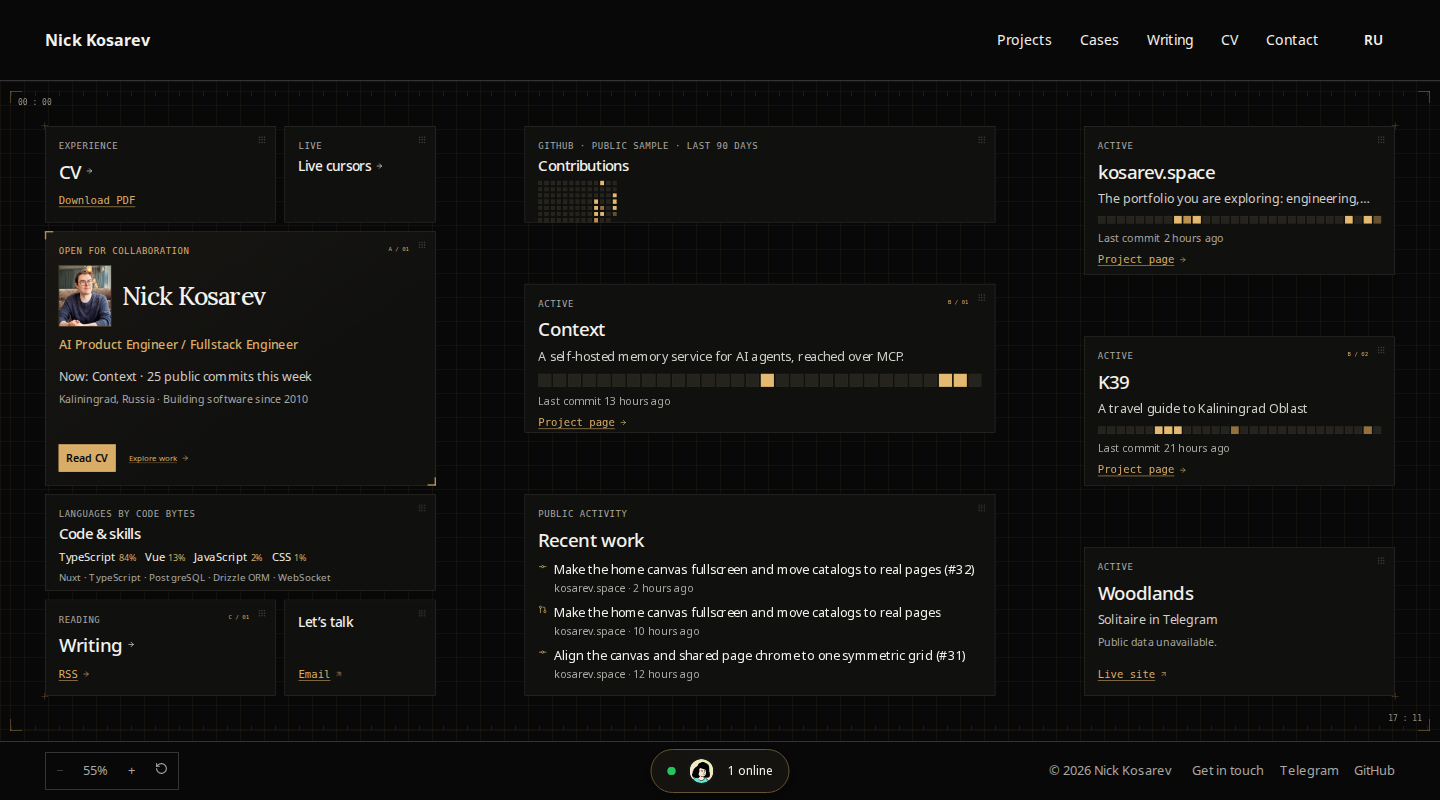 Nick Kosarev
Projects Cases Writing CV Contact RU
00 : 00
EXPERIENCE
CV →
Download PDF
LIVE
Live cursors →
GITHUB · PUBLIC SAMPLE · LAST 90 DAYS
Contributions
ACTIVE
kosarev.space
The portfolio you are exploring: engineering,…
Last commit 2 hours ago
Project page →
OPEN FOR COLLABORATION
A / 01
Nick Kosarev
AI Product Engineer / Fullstack Engineer
Now: Context · 25 public commits this week
Kaliningrad, Russia · Building software since 2010
Read CV
Explore work →
ACTIVE
B / 01
Context
A self-hosted memory service for AI agents, reached over MCP.
Last commit 13 hours ago
Project page →
ACTIVE
B / 02
K39
A travel guide to Kaliningrad Oblast
Last commit 21 hours ago
Project page →
LANGUAGES BY CODE BYTES
Code & skills
TypeScript 84% Vue 13% JavaScript 2% CSS 1%
Nuxt · TypeScript · PostgreSQL · Drizzle ORM · WebSocket
READING
C / 01
Writing →
RSS →
Let’s talk
Email ↗
PUBLIC ACTIVITY
Recent work
Make the home canvas fullscreen and move catalogs to real pages (#32)
kosarev.space · 2 hours ago
Make the home canvas fullscreen and move catalogs to real pages
kosarev.space · 10 hours ago
Align the canvas and shared page chrome to one symmetric grid (#31)
kosarev.space · 12 hours ago
ACTIVE
Woodlands
Solitaire in Telegram
Public data unavailable.
Live site ↗
17 : 11
− 55% +
1 online
© 2026 Nick Kosarev Get in touch Telegram GitHub